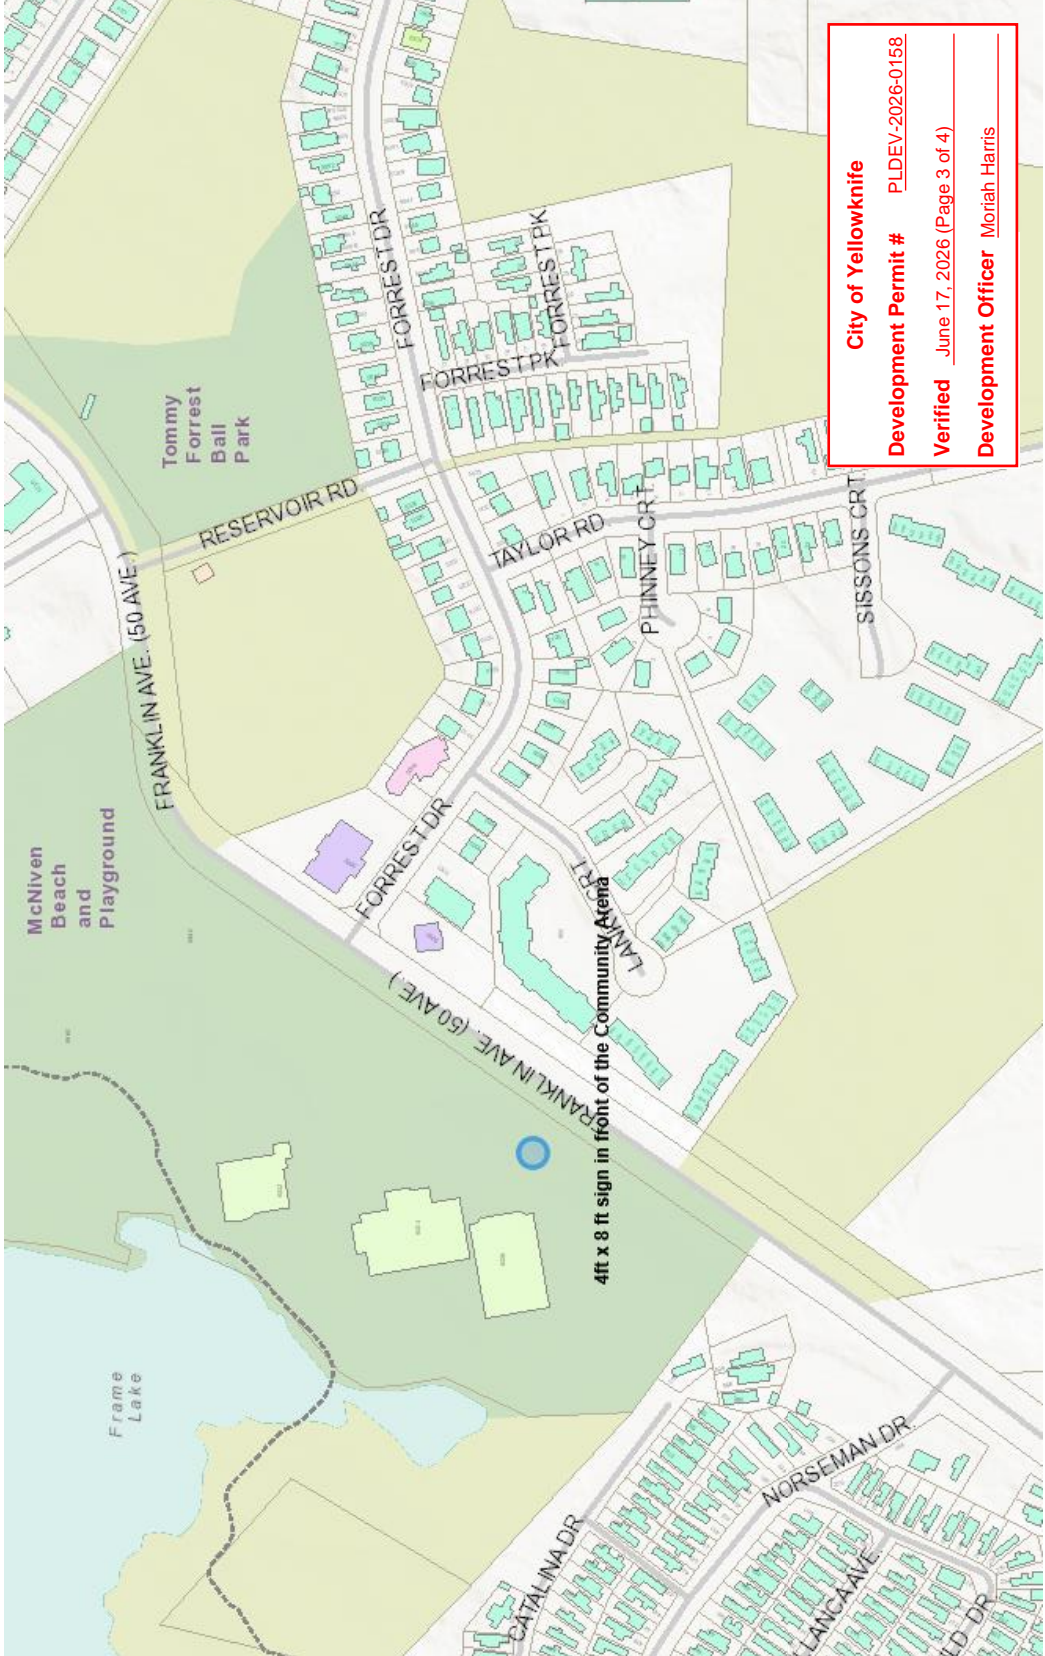 City of Yellowknife
Development Permit # PLDEV-2026-0158
Verified June 17, 2026 (Page 3 of 4)
Development Officer Moriah Harris
Tommy
Forrest
Ball
Park
FORREST DR
FORREST PK
FORREST PK
RESERVOIR RD
TAYLOR RD
PHINNEY CRT.
SISSONS CRT.
FRANKLIN AVE. (50 AVE.)
McNiven
Beach
and
Playground
FORREST DR
FRANKLIN AVE. (50 AVE.)
4ft x 8 ft sign in front of the Community Arena
Frame
Lake
CATALINA DR
NORSEMAN DR.
LLANCA AVE.